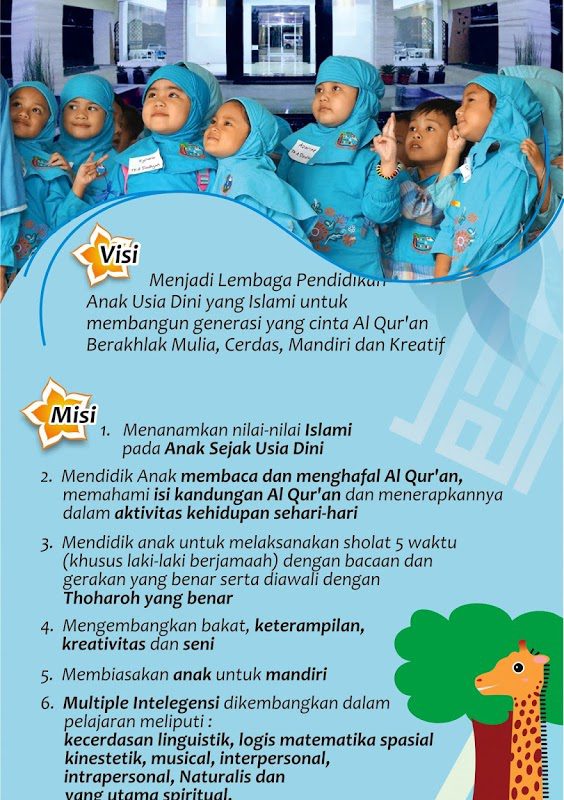 Visi
Menjadi Lembaga Pendidikan
Anak Usia Dini yang Islami untuk
membangun generasi yang cinta Al Qur'an
Berakhlak Mulia, Cerdas, Mandiri dan Kreatif
Misi
1. Menanamkan nilai-nilai Islami
pada Anak Sejak Usia Dini
2. Mendidik Anak membaca dan menghafal Al Qur'an,
memahami isi kandungan Al Qur'an dan menerapkannya
dalam aktivitas kehidupan sehari-hari
3. Mendidik anak untuk melaksanakan sholat 5 waktu
(khusus laki-laki berjamaah) dengan bacaan dan
gerakan yang benar serta diawali dengan
Thoharoh yang benar
4. Mengembangkan bakat, keterampilan,
kreativitas dan seni
5. Membiasakan anak untuk mandiri
6. Multiple Intelegensi dikembangkan dalam
pelajaran meliputi :
kecerdasan linguistik, logis matematika spasial
kinestetik, musical, interpersonal,
intrapersonal, Naturalis dan
yang utama spiritual.